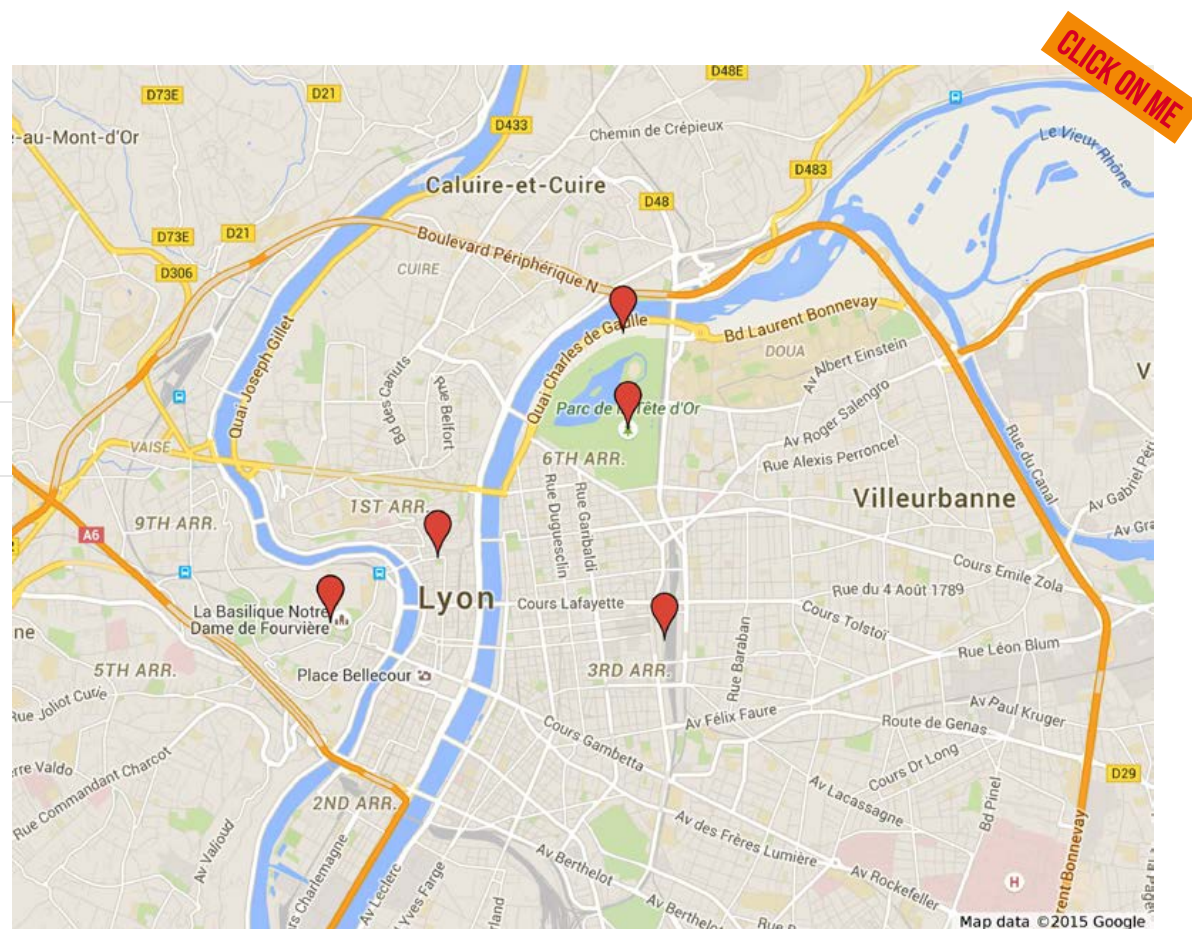 CLICK ON ME
D48E
D73E
D21
D433
Chemin de Crépieux
-au-Mont-d'Or
Le Vieux Rhône
D483
Caluire-et-Cuire
D48
D73E
D21
Boulevard Périphérique N
CUIRE
D306
Quai Charles de Gaulle
Bd Laurent Bonnevay
DOUA
Av Albert Einstein
Quai Joseph Gillet
Bd des Canuts
Rue Belfort
Av Roger Salengro
V
Parc de la Tête d'Or
Rue du Canal
VAISE
6TH ARR.
Rue Alexis Perroncel
Av Gabriel Péri
1ST ARR.
Rue Duguesclin
Rue Garibaldi
Villeurbanne
9TH ARR.
A6
Av Gra
Cours Emile Zola
Lyon
Cours Lafayette
Rue du 4 Août 1789
Cours Tolstoï
La Basilique Notre
Dame de Fourvière
ne
Rue Léon Blum
5TH ARR.
Place Bellecour
3RD ARR.
Rue Baraban
Rue Joliot Curie
Av Félix Faure
Av Paul Kruger
Route de Genas
Cours Gambetta
Cours Dr Long
erre Valdo
Rue Commandant Charcot
D29
2ND ARR.
Av Lacassagne
Bd Pinel
Av des Frères Lumière
Av Valioud
Av Berthelot
Av Rockefeller
H
rs Charlemagne
Av Leclerc
Yves Farge
rland
Av Berthelot
rent Bonnevay
Map data ©2015 Google